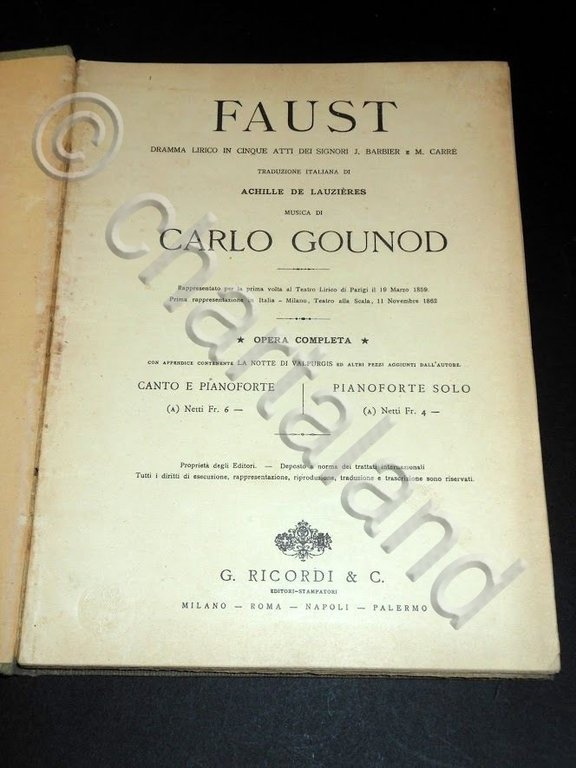 FAUST
DRAMMA LIRICO IN CINQUE ATTI DEI SIGNORI J. BARBIER E M. CARRÉ
TRADUZIONE ITALIANA DI
ACHILLE DE LAUZIÈRES
MUSICA DI
CARLO GOUNOD
Rappresentato per la prima volta al Teatro Lirico di Parigi il 19 Marzo 1859.
Prima rappresentazione in Italia - Milano, Teatro alla Scala, 11 Novembre 1862
★ OPERA COMPLETA ★
CON APPENDICE CONTENENTE LA NOTTE DI VALPURGIS ED ALTRI PEZZI AGGIUNTI DALL'AUTORE.
CANTO E PIANOFORTE PIANOFORTE SOLO
(A) Netti Fr. 6 — (A) Netti Fr. 4 —
Proprietà degli Editori. — Deposto a norma dei trattati internazionali
Tutti i diritti di esecuzione, rappresentazione, riproduzione, traduzione e trascrizione sono riservati.
G. RICORDI & C.
EDITORI-STAMPATORI
MILANO — ROMA — NAPOLI — PALERMO
© chartaland